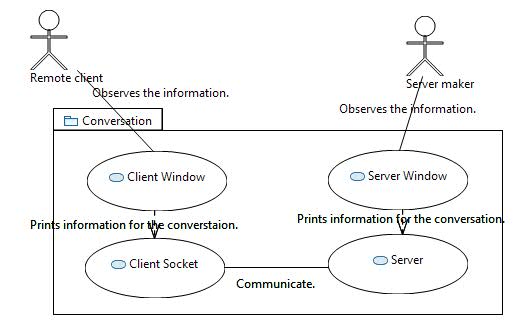 Remote client
Server maker
Observes the information.
Observes the information.
Conversation
Client Window
Server Window
Prints information for the converstaion.
Prints information for the conversation.
Client Socket
Server
Communicate.